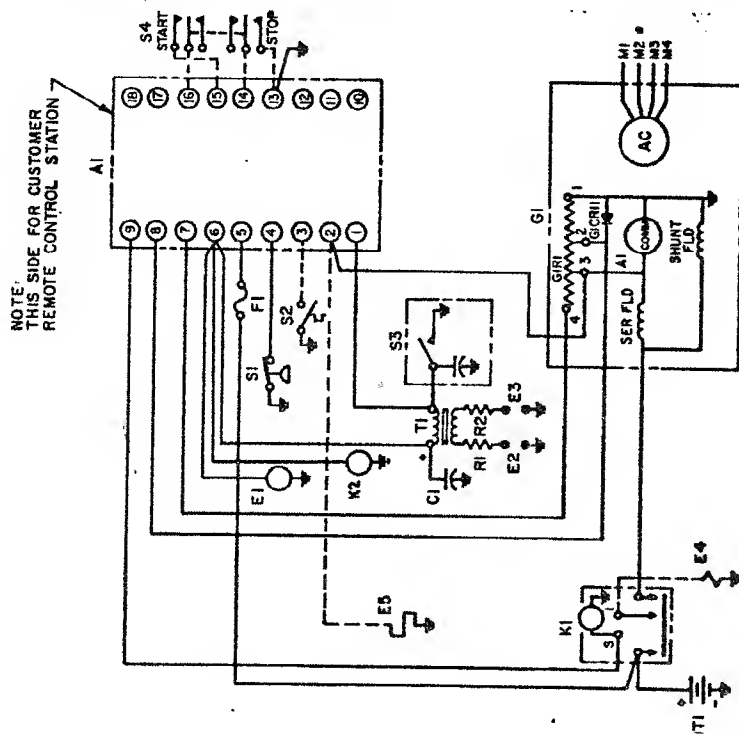 NOTE:
THIS SIDE FOR CUSTOMER
REMOTE CONTROL STATION
A1
S4
START
STOP
18
17
16
15
14
13
12
11
10
9
8
7
6
5
4
3
2
1
F1
S1
S2
S3
E1
K2
T1
+
C1
R1
R2
E2
E3
E5
K1
S
I
E4
+
-
G1
G1R1
1
2
3
4
G1CR11
A1
COMM
SHUNT
FLD
SER FLD
AC
M1
M2
M3
M4